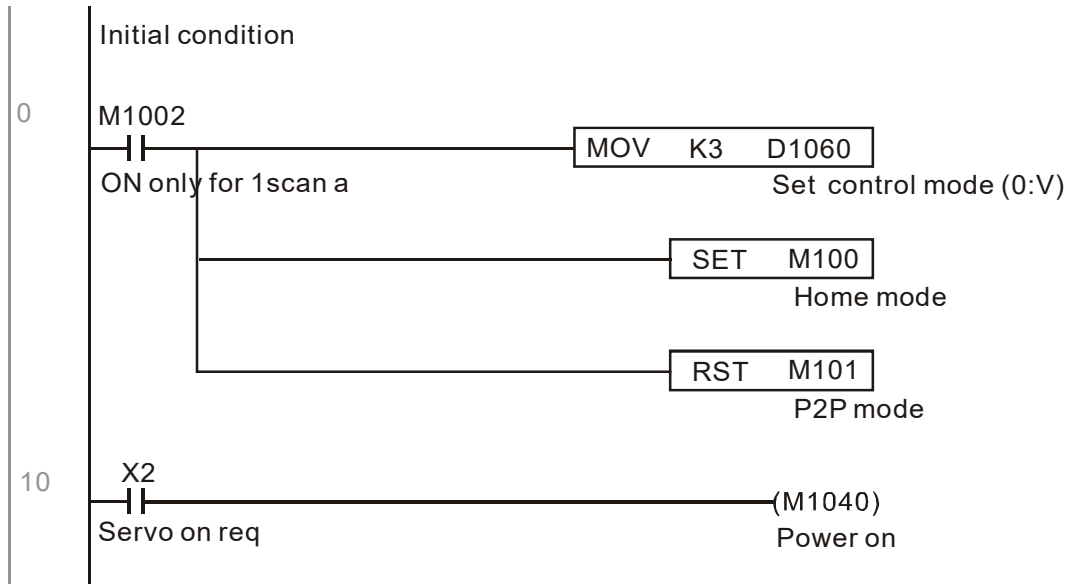 Initial condition
0
M1002
MOV K3 D1060
ON only for 1scan a
Set control mode (0:V)
SET M100
Home mode
RST M101
P2P mode
10
X2
(M1040)
Servo on req
Power on